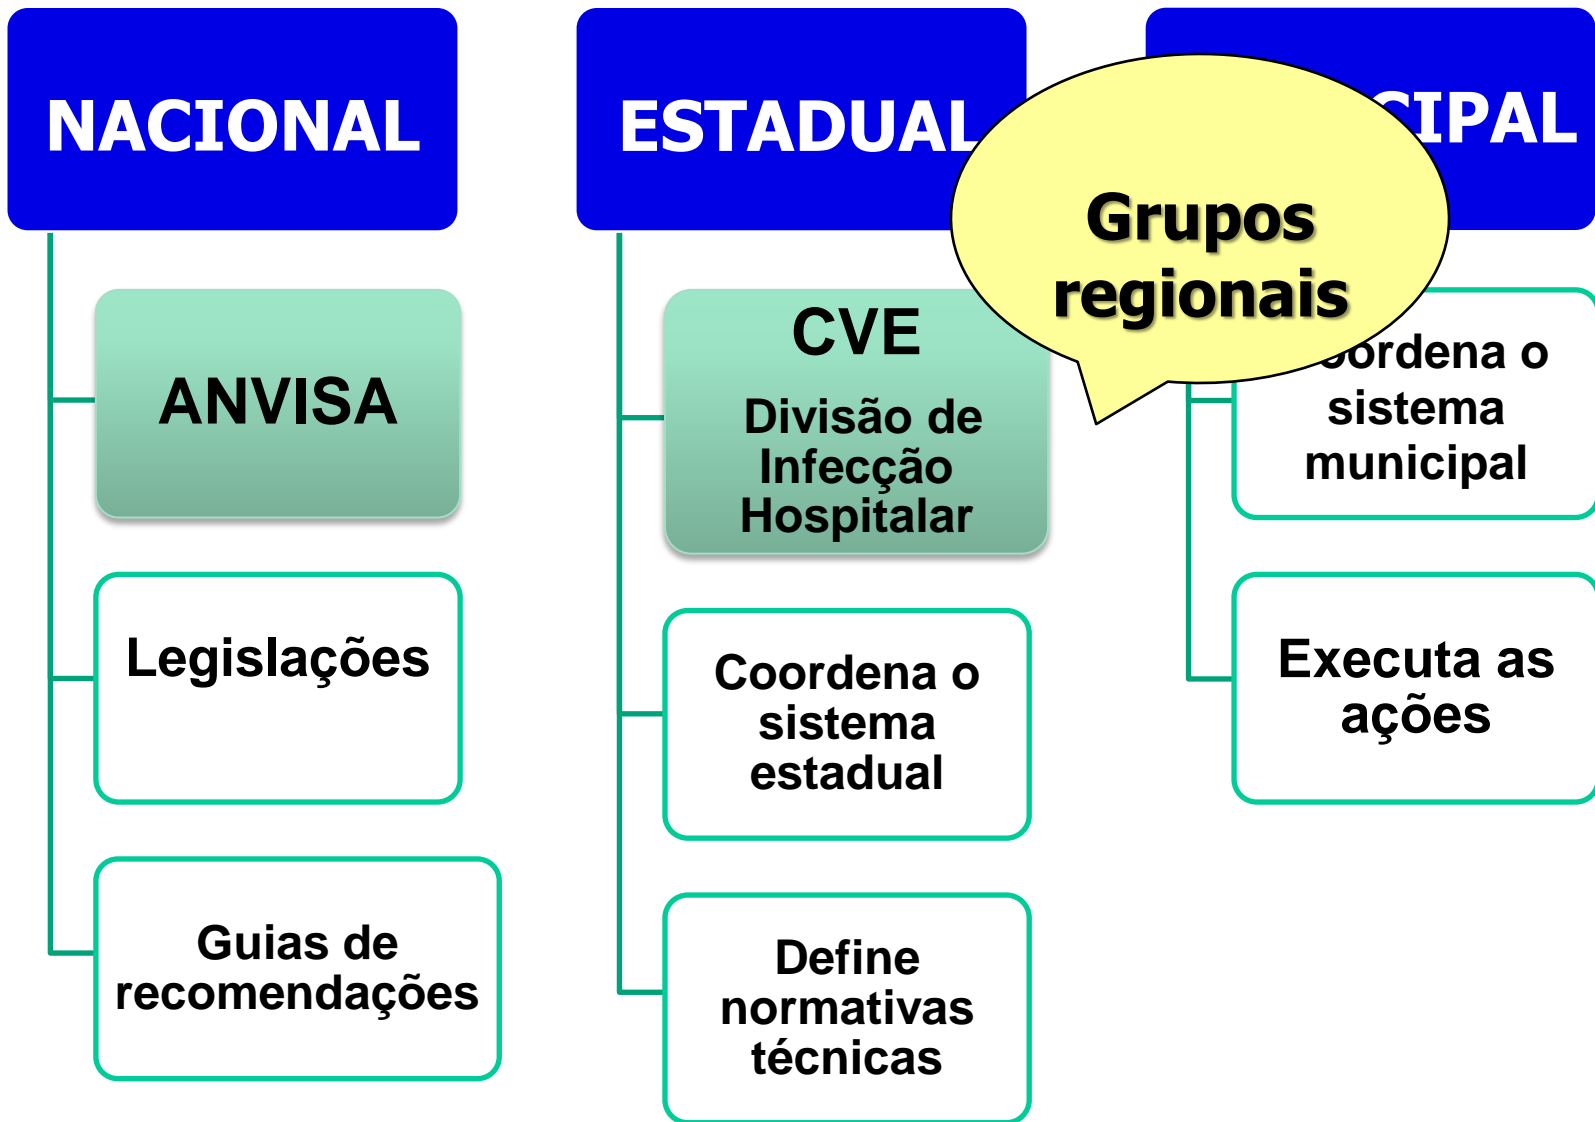 NACIONAL
ANVISA
Legislações
Guias de
recomendações
ESTADUAL
CVE
Divisão de
Infecção
Hospitalar
Coordena o
sistema
estadual
Define
normativas
técnicas
Grupos
regionais
CIPAL
oordena o
sistema
municipal
Executa as
ações